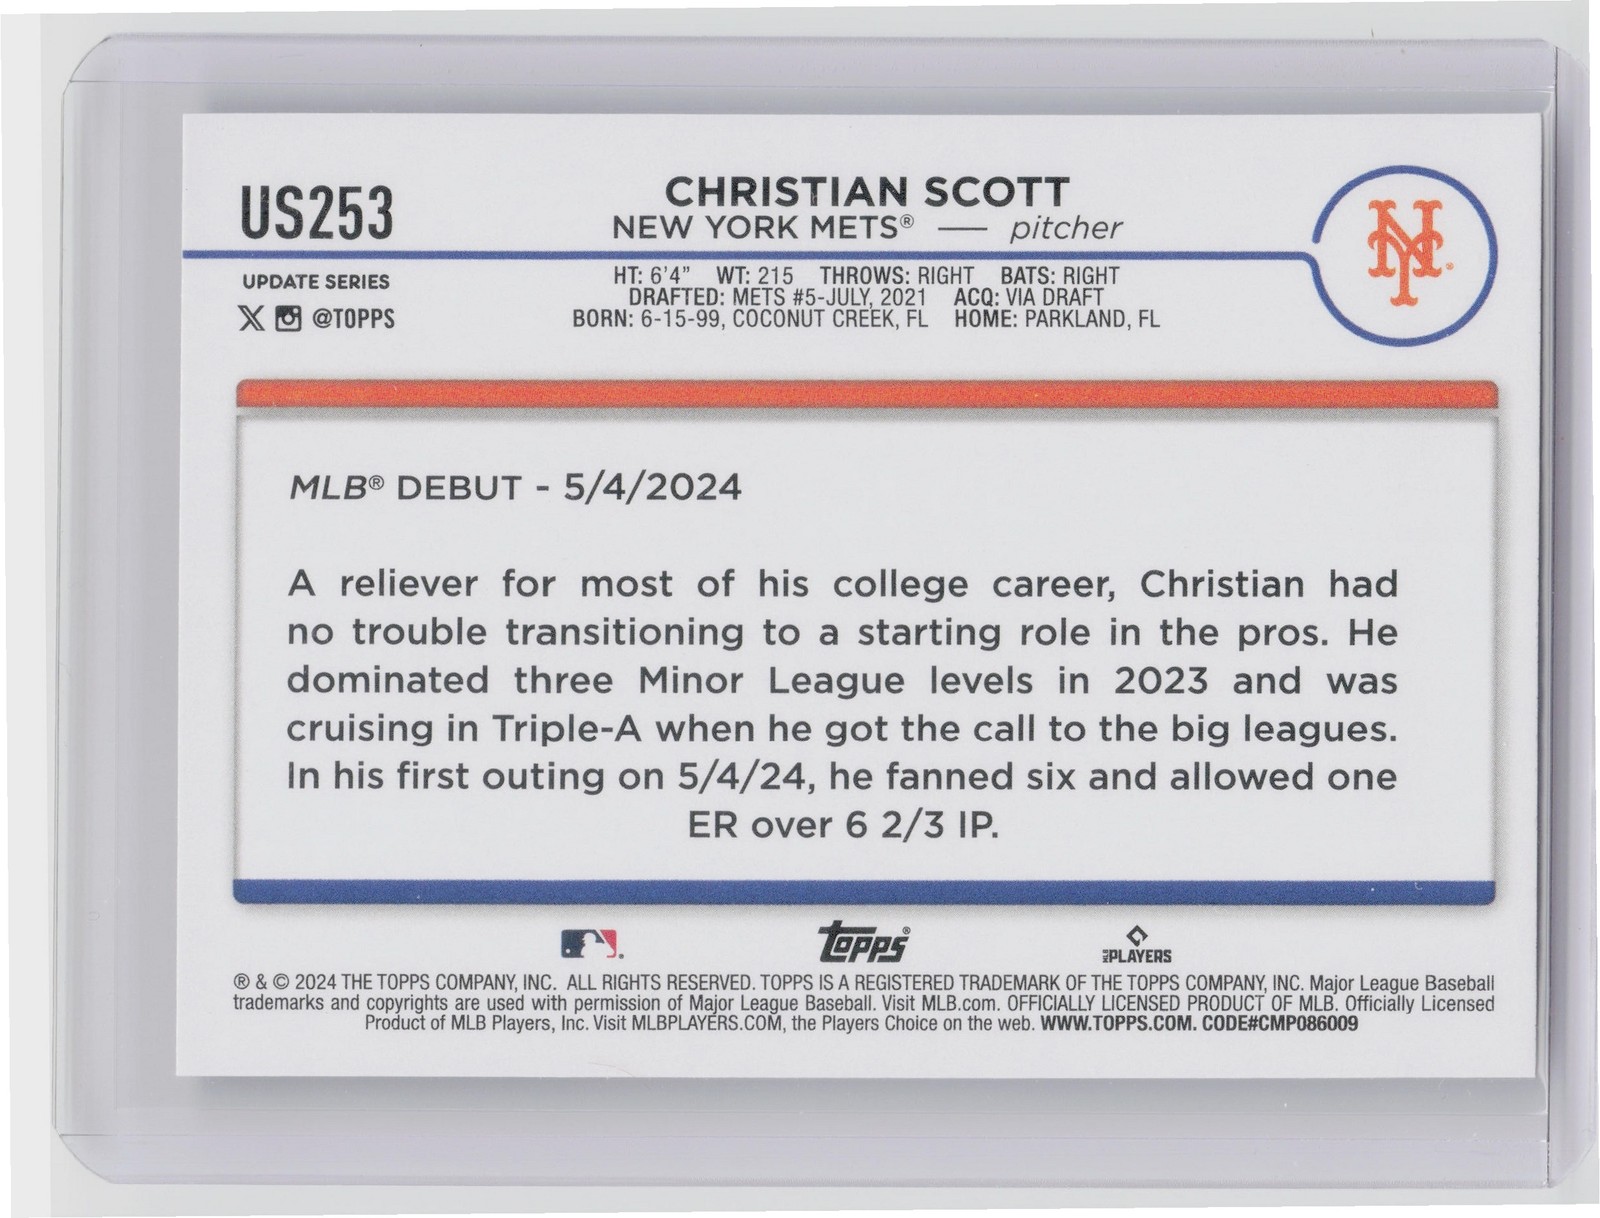 US253
CHRISTIAN SCOTT
NEW YORK METS® — pitcher
NY
UPDATE SERIES
X @TOPPS
HT: 6'4" WT: 215 THROWS: RIGHT BATS: RIGHT
DRAFTED: METS #5-JULY, 2021 ACQ: VIA DRAFT
BORN: 6-15-99, COCONUT CREEK, FL HOME: PARKLAND, FL
MLB® DEBUT - 5/4/2024
A reliever for most of his college career, Christian had
no trouble transitioning to a starting role in the pros. He
dominated three Minor League levels in 2023 and was
cruising in Triple-A when he got the call to the big leagues.
In his first outing on 5/4/24, he fanned six and allowed one
ER over 6 2/3 IP.
topps®
MLB PLAYERS
® & © 2024 THE TOPPS COMPANY, INC. ALL RIGHTS RESERVED. TOPPS IS A REGISTERED TRADEMARK OF THE TOPPS COMPANY, INC. Major League Baseball
trademarks and copyrights are used with permission of Major League Baseball. Visit MLB.com. OFFICIALLY LICENSED PRODUCT OF MLB. Officially Licensed
Product of MLB Players, Inc. Visit MLBPLAYERS.COM, the Players Choice on the web. WWW.TOPPS.COM. CODE#CMP086009